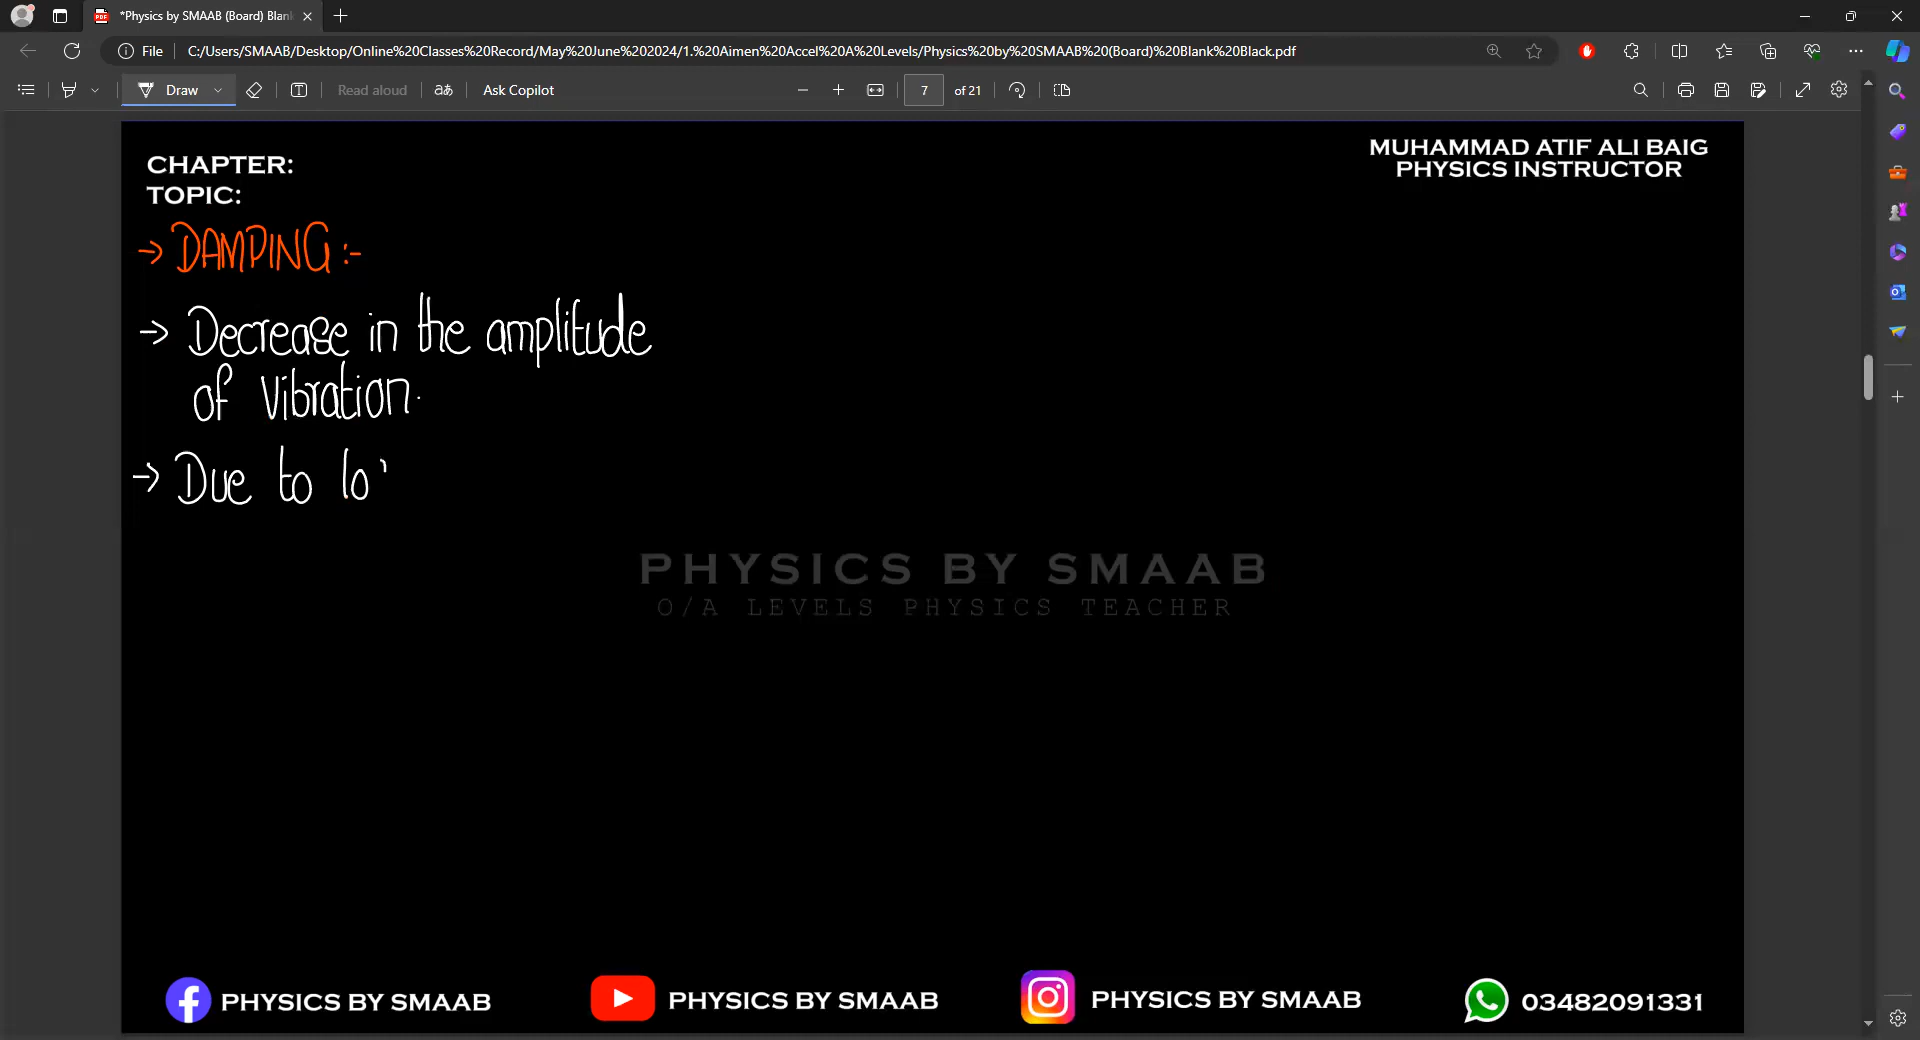 *Physics by SMAAB (Board) Blan
File
C:/Users/SMAAB/Desktop/Online%20Classes%20Record/May%20June%202024/1.%20Aimen%20Accel%20A%20Levels/Physics%20by%20SMAAB%20(Board)%20Blank%20Black.pdf
Draw
Read aloud
aあ
Ask Copilot
7 of 21
MUHAMMAD ATIF ALI BAIG
PHYSICS INSTRUCTOR
CHAPTER:
TOPIC:
→ DAMPING :-
→ Decrease in the amplitude
of Vibration.
→ Due to lo
PHYSICS BY SMAAB
O/A LEVELS PHYSICS TEACHER
PHYSICS BY SMAAB
PHYSICS BY SMAAB
PHYSICS BY SMAAB
03482091331